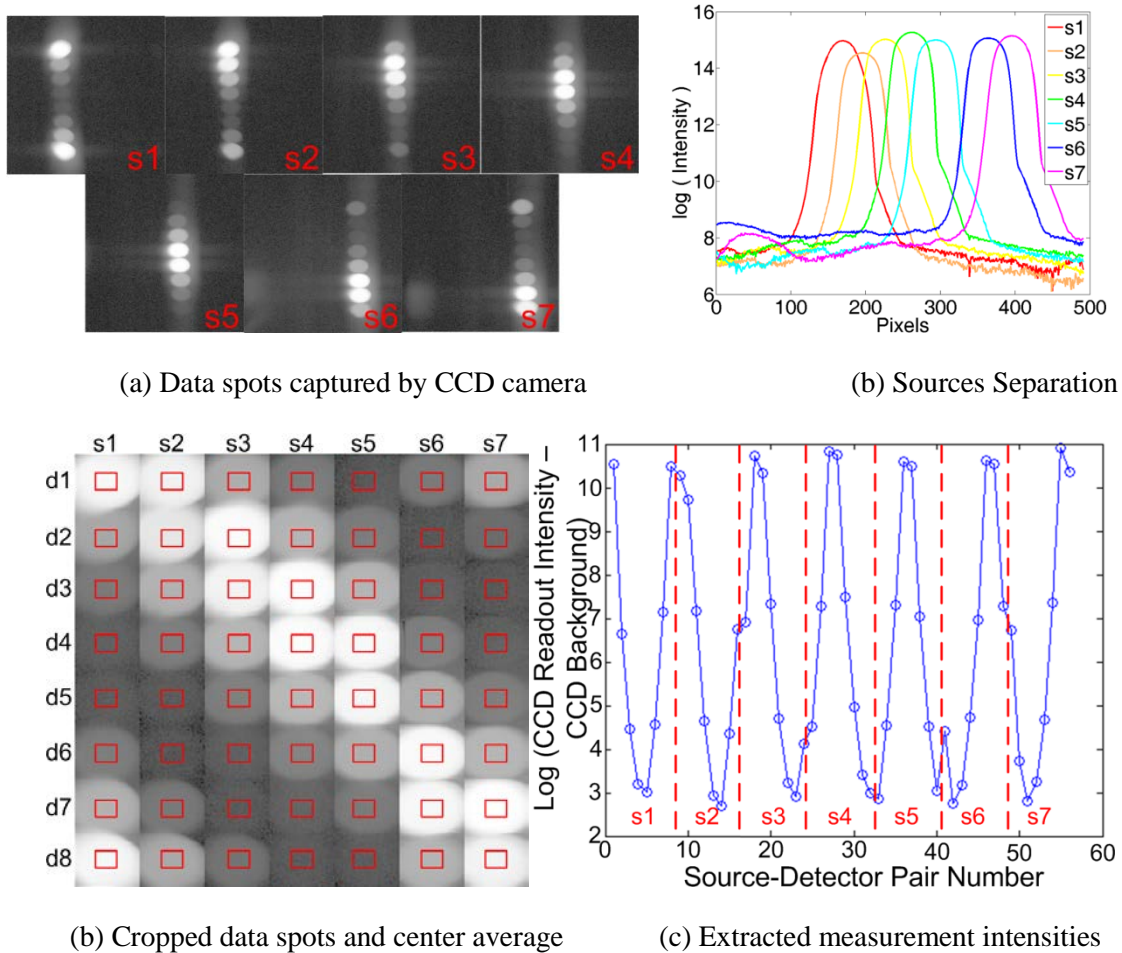 s1
s2
s3
s4
s5
s6
s7
(a) Data spots captured by CCD camera
16
14
12
10
8
6
log ( Intensity )
0
100
200
300
400
500
Pixels
s1
s2
s3
s4
s5
s6
s7
(b) Sources Separation
s1 s2 s3 s4 s5 s6 s7
d1
d2
d3
d4
d5
d6
d7
d8
(b) Cropped data spots and center average
Log (CCD Readout Intensity –
CCD Background)
11
10
9
8
7
6
5
4
3
2
s1 s2 s3 s4 s5 s6 s7
0 10 20 30 40 50 60
Source-Detector Pair Number
(c) Extracted measurement intensities